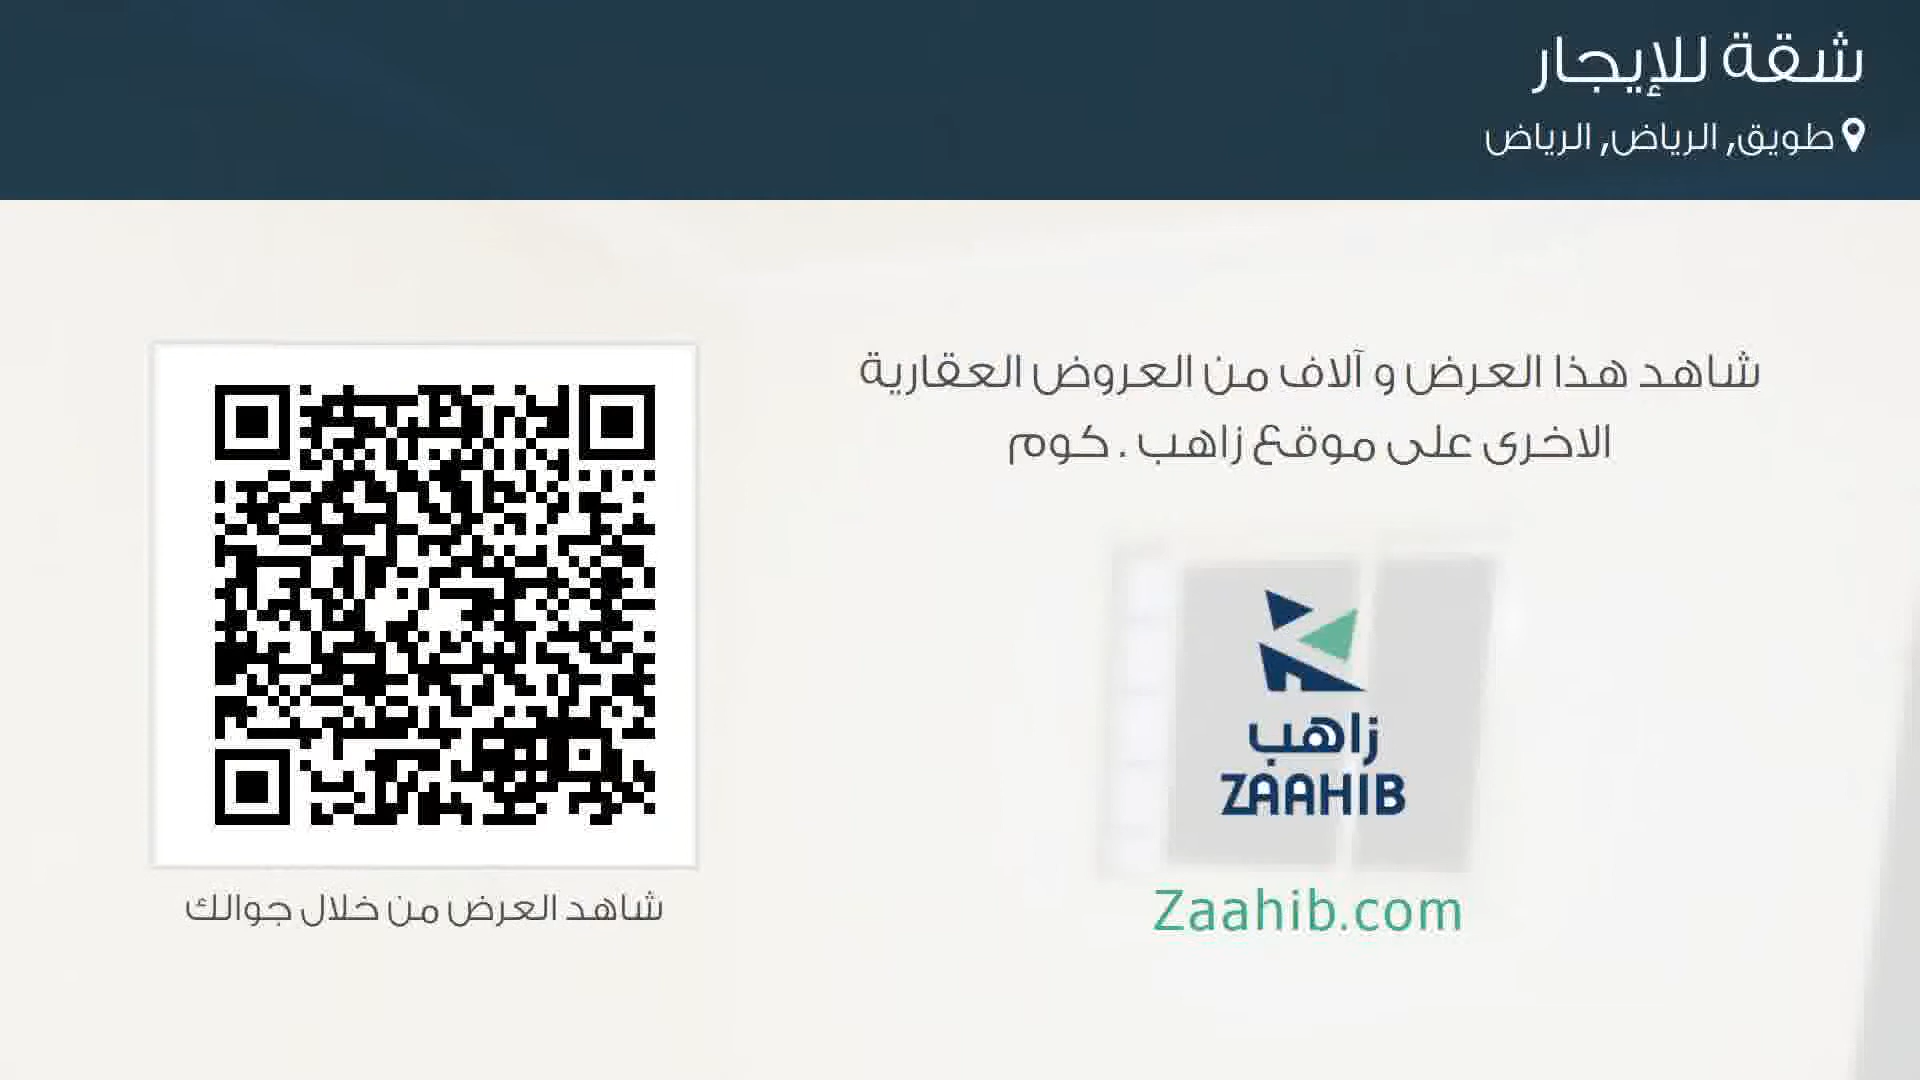 شقة للإيجار
طويق, الرياض, الرياض
شاهد هذا العرض و آلاف من العروض العقارية
الاخرى على موقع زاهب . كوم
زاهب
ZAAHIB
Zaahib.com
شاهد العرض من خلال جوالك